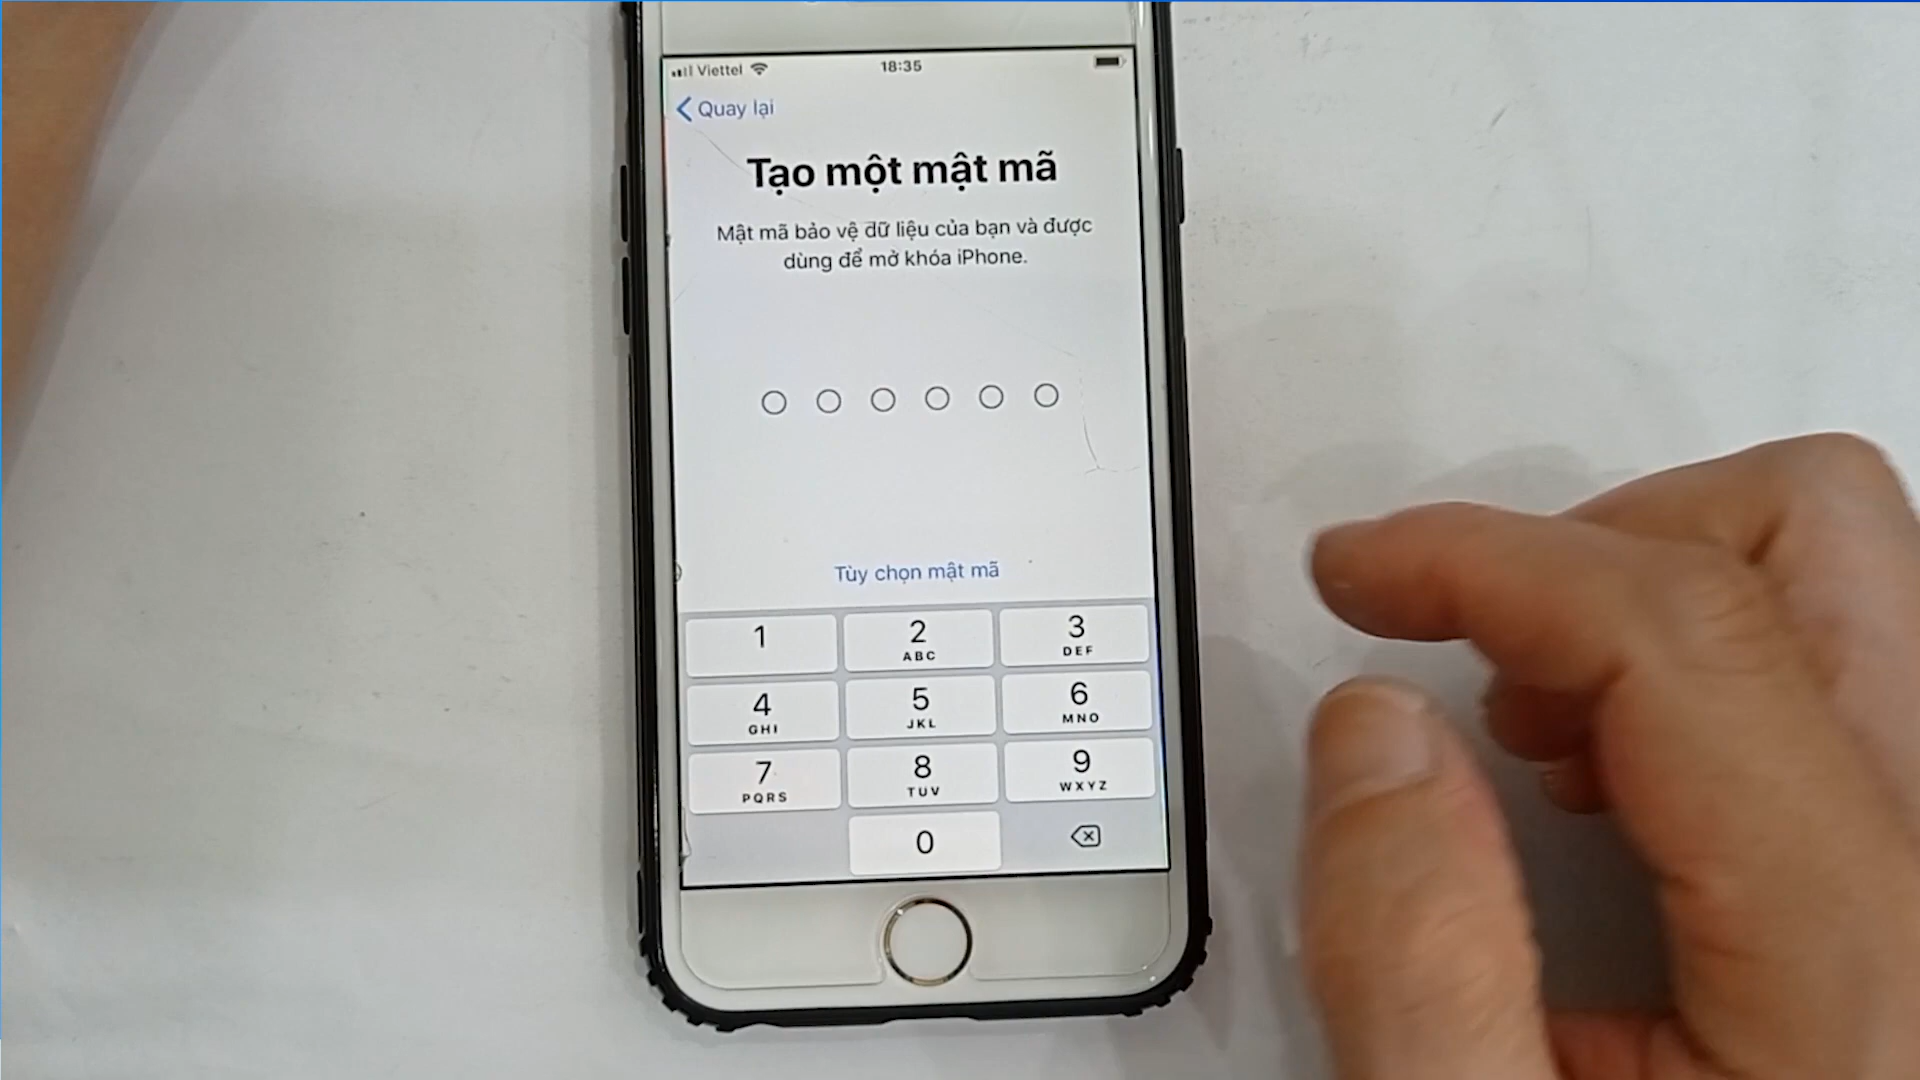 Viettel 18:35
Quay lại
Tạo một mật mã
Mật mã bảo vệ dữ liệu của bạn và được
dùng để mở khóa iPhone.
Tùy chọn mật mã
1 2 3
ABC DEF
4 5 6
GHI JKL MNO
7 8 9
PQRS TUV WXYZ
0